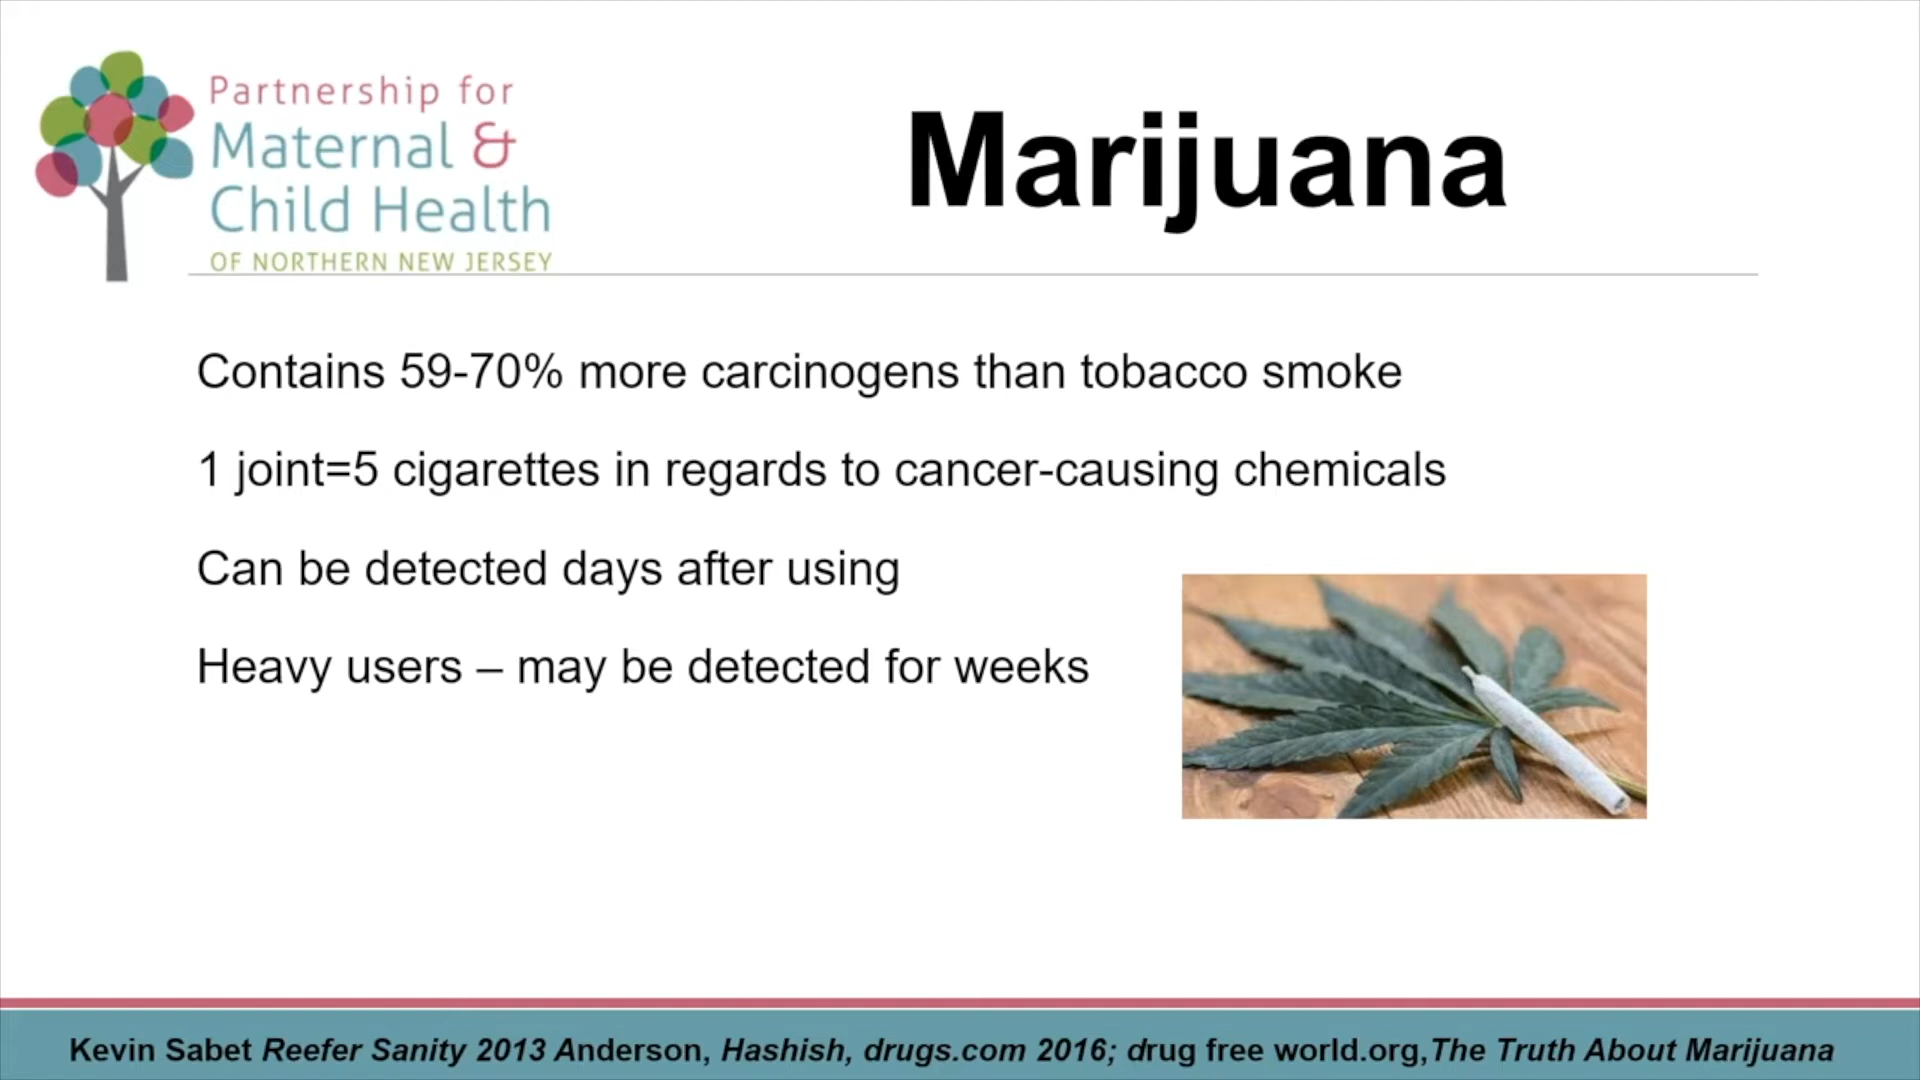 Partnership for
Maternal &
Child Health
OF NORTHERN NEW JERSEY
Marijuana
Contains 59-70% more carcinogens than tobacco smoke
1 joint=5 cigarettes in regards to cancer-causing chemicals
Can be detected days after using
Heavy users – may be detected for weeks
Kevin Sabet Reefer Sanity 2013 Anderson, Hashish, drugs.com 2016; drug free world.org,The Truth About Marijuana